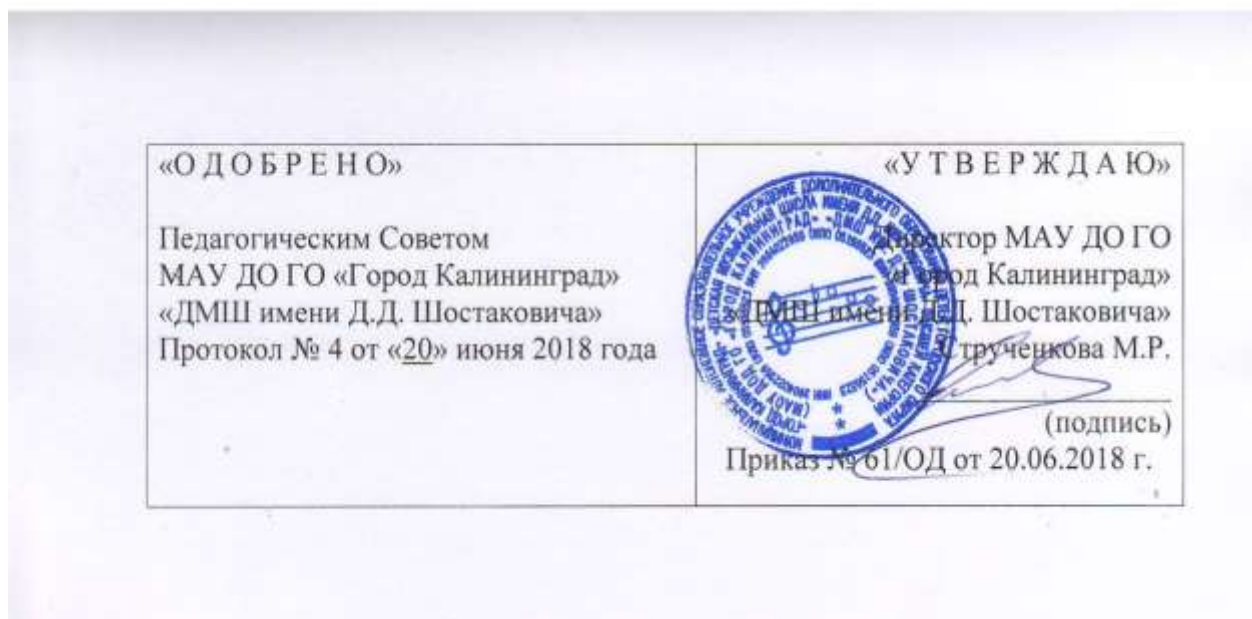 «О Д О Б Р Е Н О»
Педагогическим Советом
МАУ ДО ГО «Город Калининград»
«ДМШ имени Д.Д. Шостаковича»
Протокол № 4 от «20» июня 2018 года
«У Т В Е Р Ж Д А Ю»
Директор МАУ ДО ГО
«Город Калининград»
«ДМШ имени Д.Д. Шостаковича»
Струченкова М.Р.
(подпись)
Приказ № 61/ОД от 20.06.2018 г.